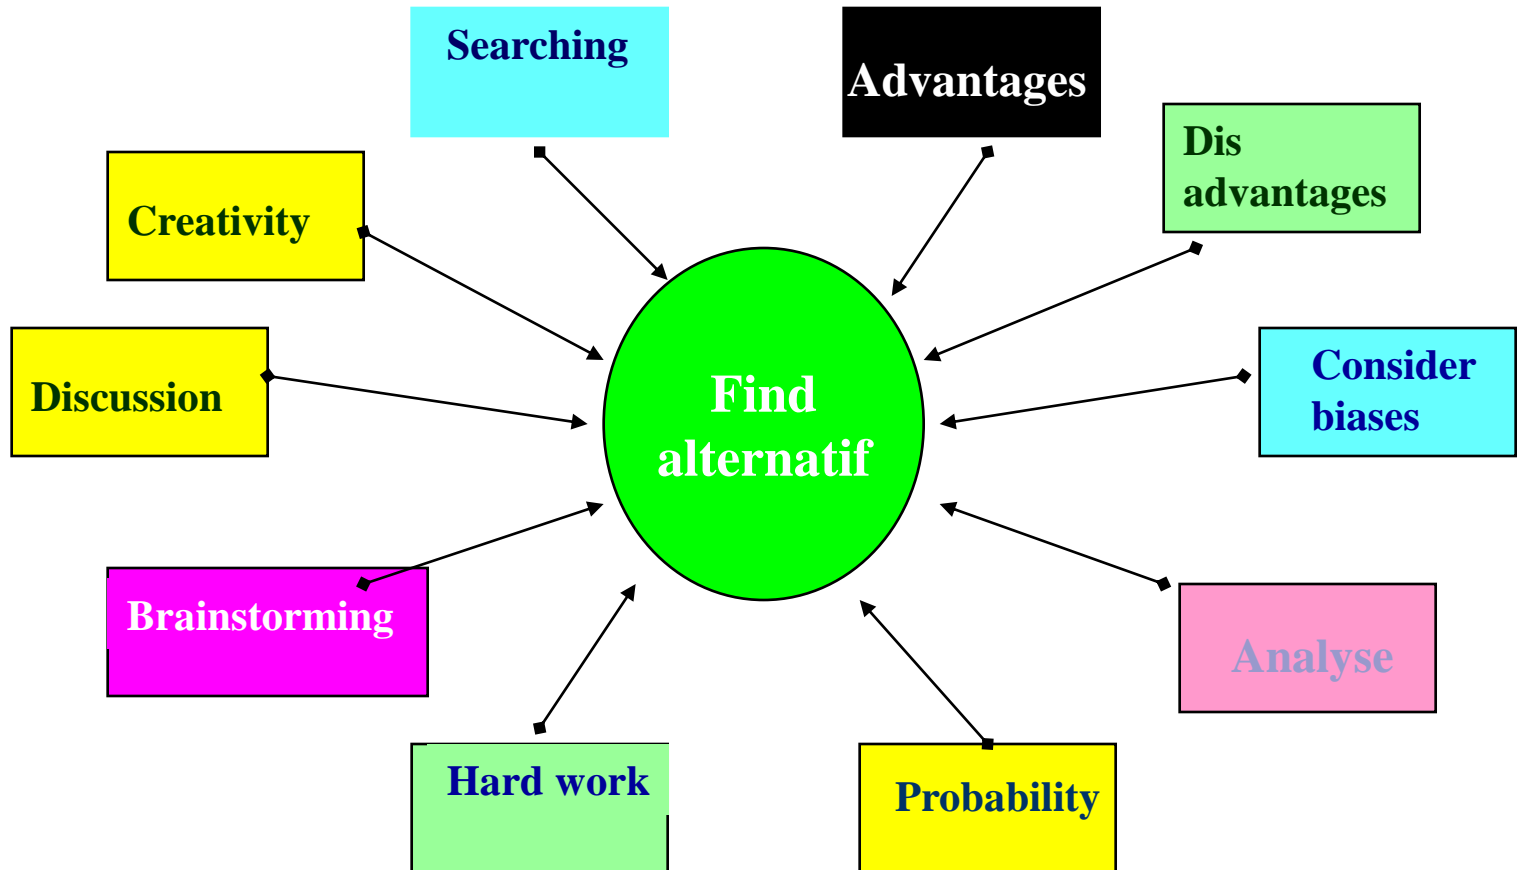 Searching
Advantages
Dis
advantages
Creativity
Consider
biases
Discussion
Find
alternatif
Brainstorming
Analyse
Hard work
Probability